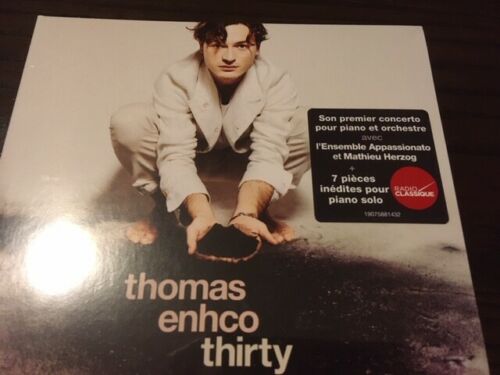 Son premier concerto
pour piano et orchestre
avec
l'Ensemble Appassionato
et Mathieu Herzog
+
7 pièces
inédites pour
piano solo
RADIO
CLASSIQUE
19075881432
thomas
enhco
thirty